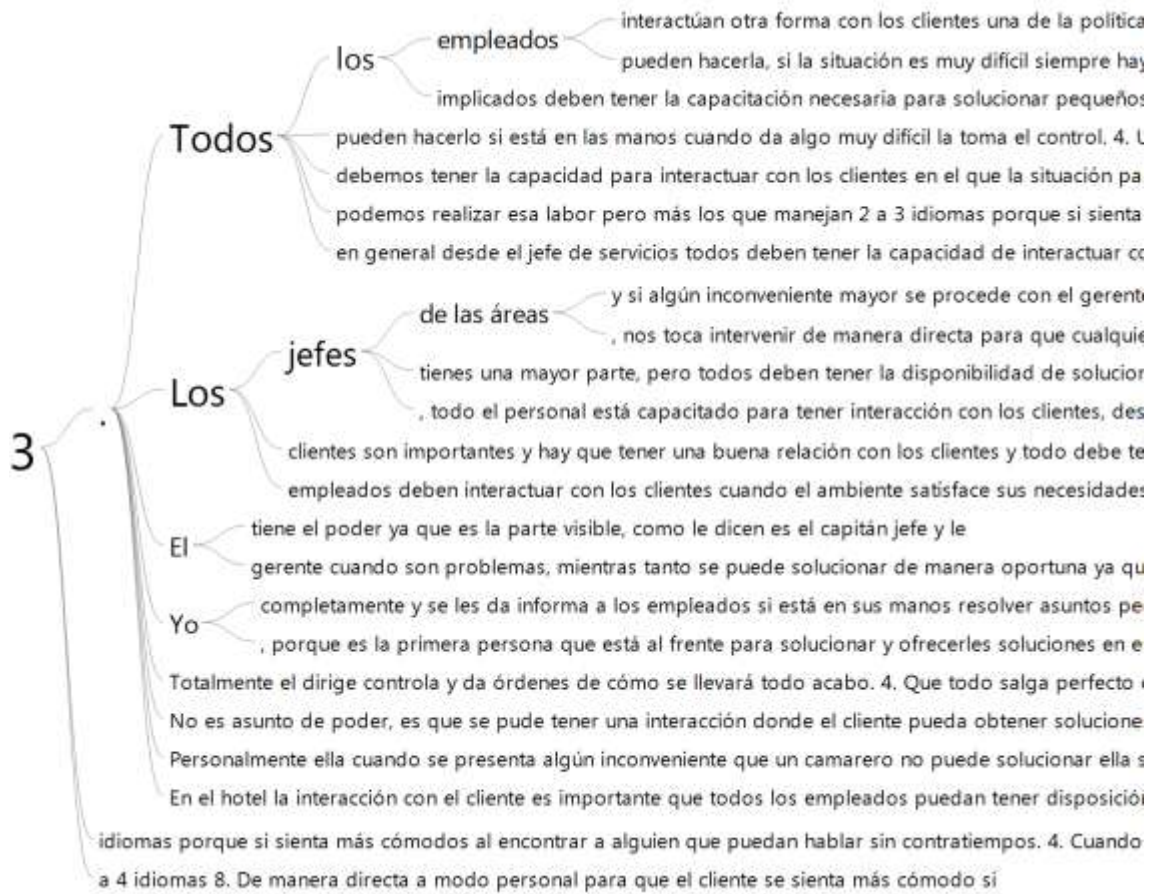 interactúan otra forma con los clientes una de la política
empleados
pueden hacerla, si la situación es muy difícil siempre hay
los
implicados deben tener la capacitación necesaria para solucionar pequeños
Todos
pueden hacerlo si está en las manos cuando da algo muy difícil la toma el control. 4.
debemos tener la capacidad para interactuar con los clientes en el que la situación pa
podemos realizar esa labor pero más los que manejan 2 a 3 idiomas porque si sienta
en general desde el jefe de servicios todos deben tener la capacidad de interactuar co
y si algún inconveniente mayor se procede con el gerente
de las áreas
, nos toca intervenir de manera directa para que cualquie
jefes
tienes una mayor parte, pero todos deben tener la disponibilidad de solucion
Los
, todo el personal está capacitado para tener interacción con los clientes, des
.
3
clientes son importantes y hay que tener una buena relación con los clientes y todo debe te
empleados deben interactuar con los clientes cuando el ambiente satisface sus necesidades
tiene el poder ya que es la parte visible, como le dicen es el capitán jefe y le
El
gerente cuando son problemas, mientras tanto se puede solucionar de manera oportuna ya qu
completamente y se les da informa a los empleados si está en sus manos resolver asuntos pe
Yo
, porque es la primera persona que está al frente para solucionar y ofrecerles soluciones en e
Totalmente el dirige controla y da órdenes de cómo se llevará todo acabo. 4. Que todo salga perfecto
No es asunto de poder, es que se pude tener una interacción donde el cliente pueda obtener solucione
Personalmente ella cuando se presenta algún inconveniente que un camarero no puede solucionar ella s
En el hotel la interacción con el cliente es importante que todos los empleados puedan tener disposición
idiomas porque si sienta más cómodos al encontrar a alguien que puedan hablar sin contratiempos. 4. Cuando
a 4 idiomas 8. De manera directa a modo personal para que el cliente se sienta más cómodo si